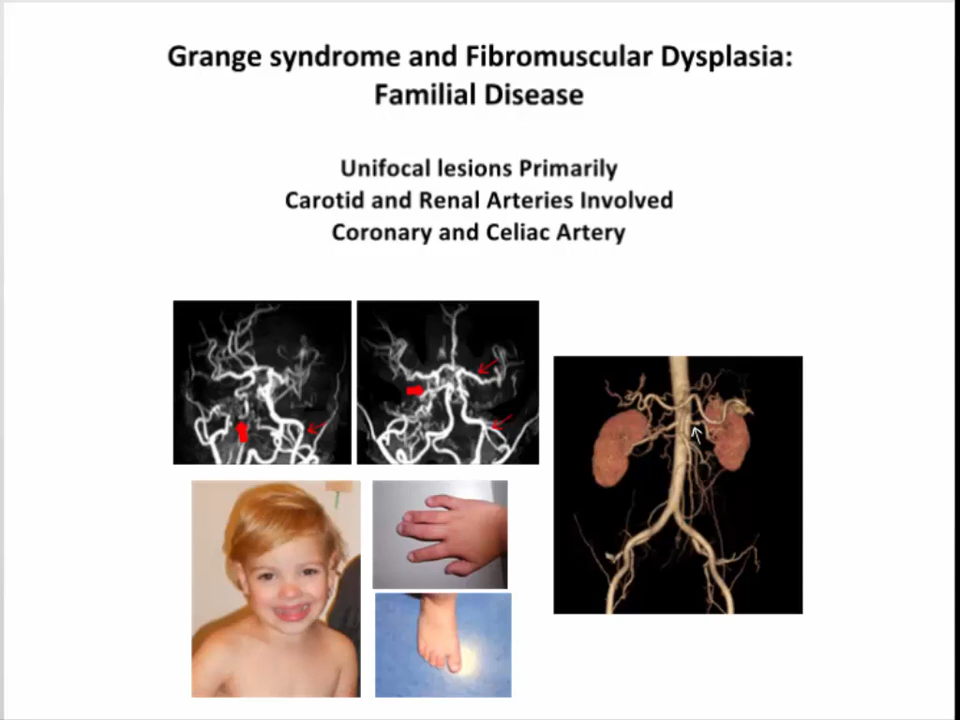 Grange syndrome and Fibromuscular Dysplasia:
Familial Disease
Unifocal lesions Primarily
Carotid and Renal Arteries Involved
Coronary and Celiac Artery